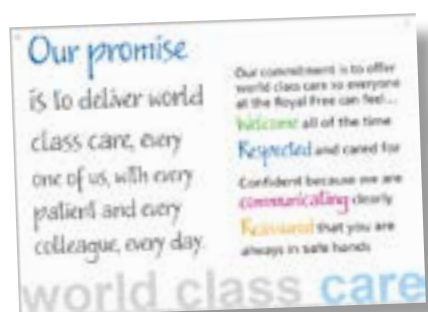 Our promise
is to deliver world
class care, every
one of us, with every
patient and every
colleague, every day.
Our commitment is to offer
world class care so everyone
at the Royal Free can feel...
Welcome all of the time
Respected and cared for
Confident because we are
communicating clearly
Reassured that you are
always in safe hands
world class care